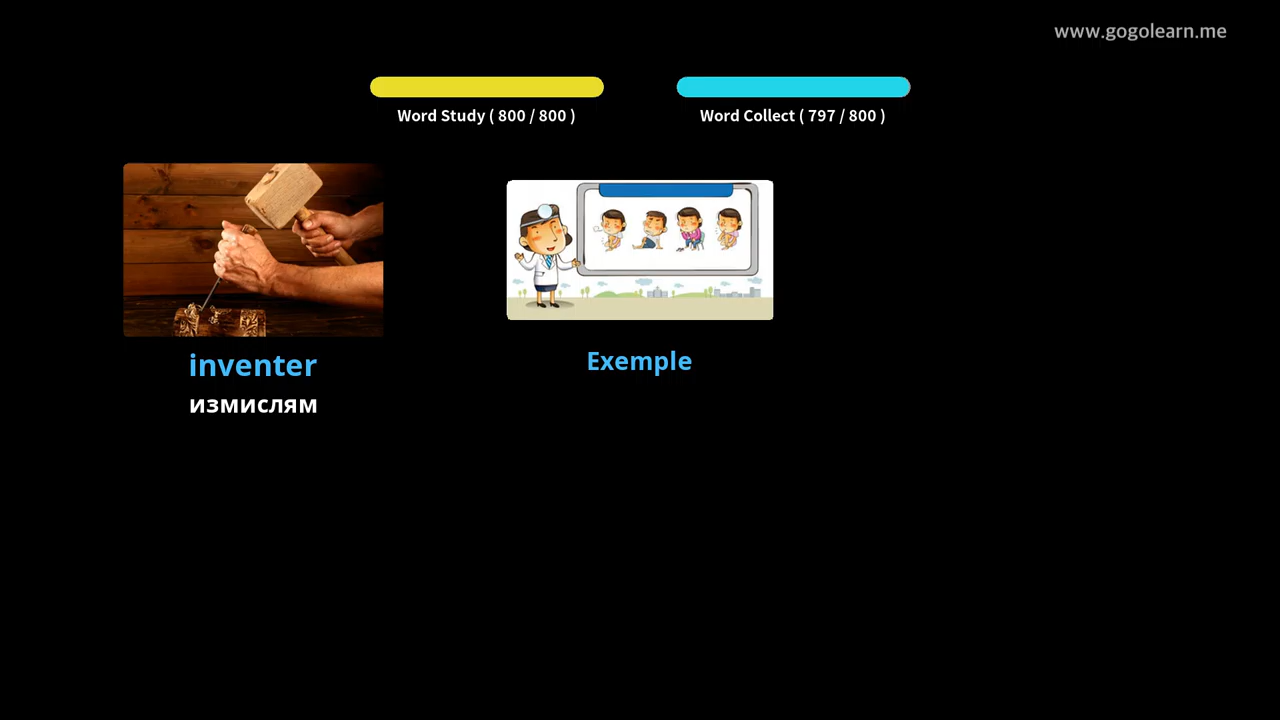 www.gogolearn.me
Word Study ( 800 / 800 )
Word Collect ( 797 / 800 )
inventer
измислям
Exemple